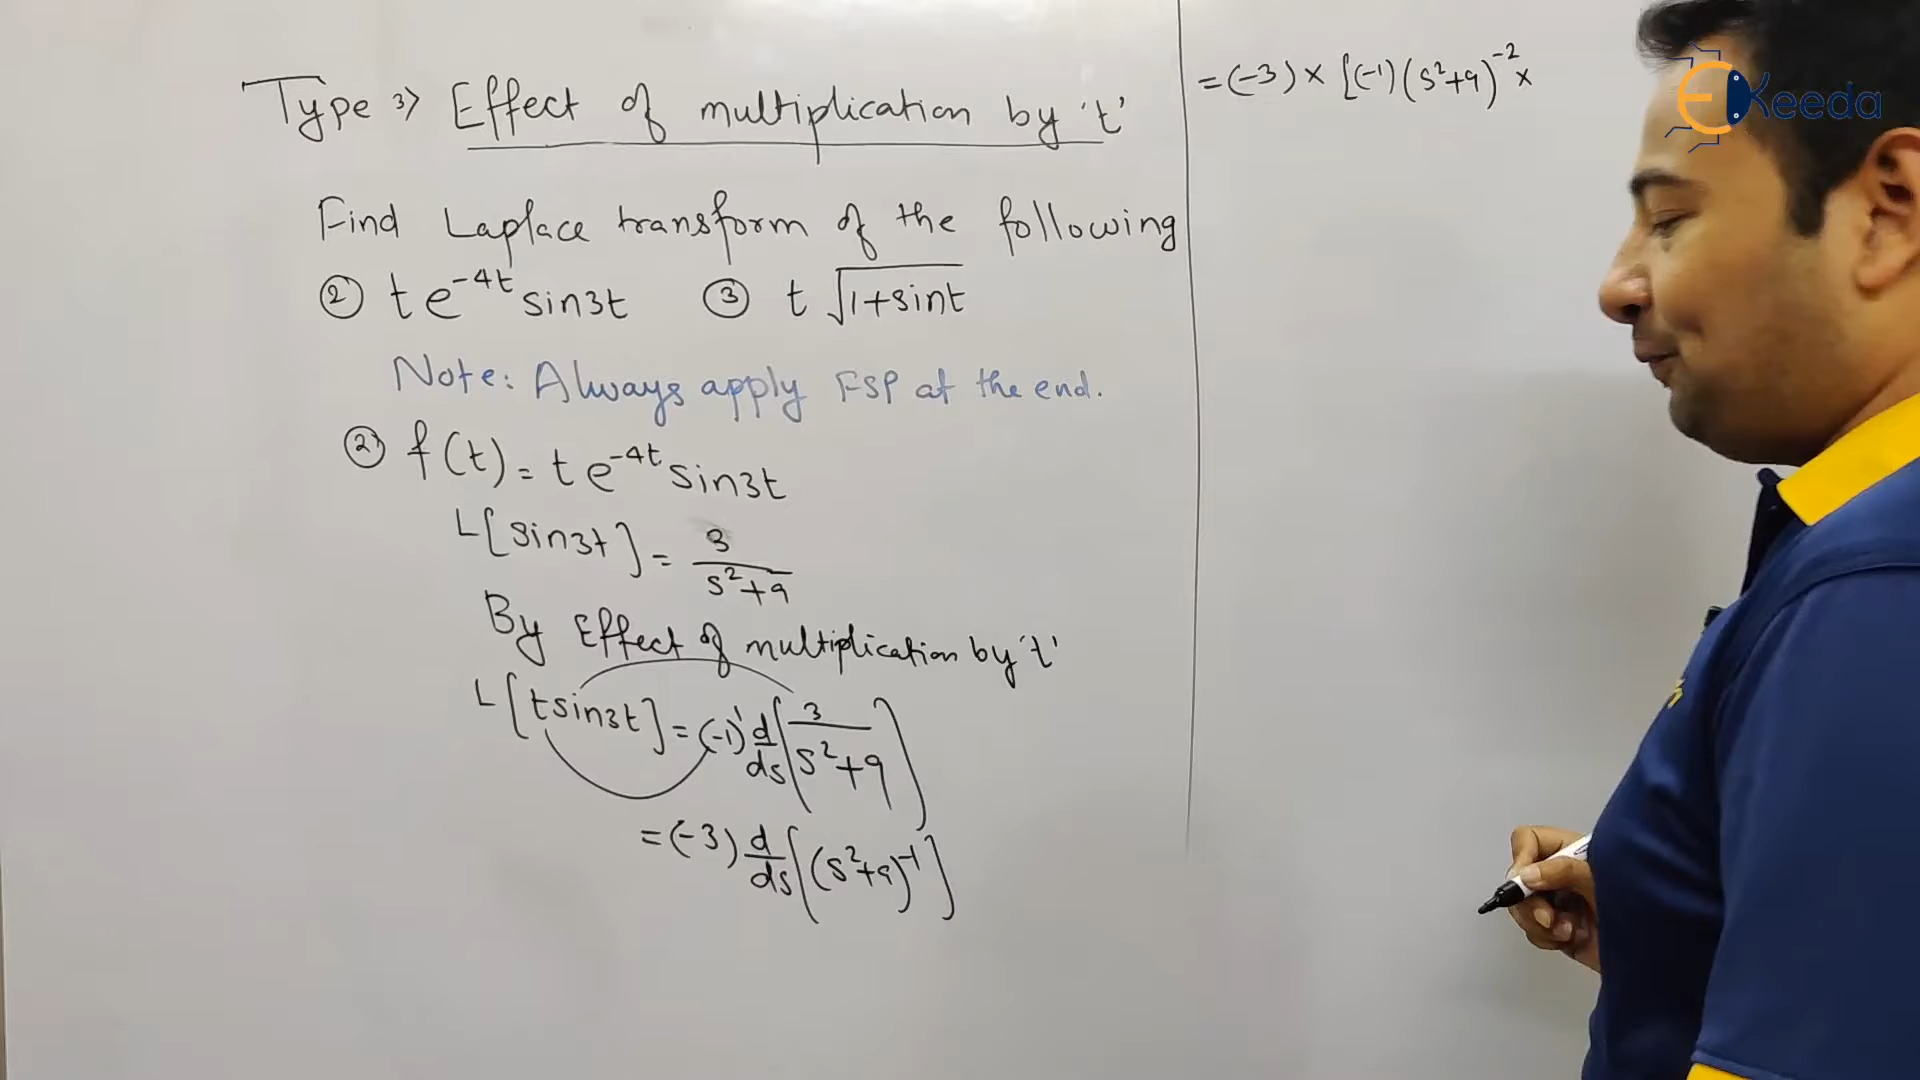 Type 3> Effect of multiplication by 't'
Find Laplace transform of the following
② te^{-4t} sin3t ③ t √(1+sint)
Note: Always apply FSP at the end.
② f(t) = te^{-4t} sin3t
L[sin3t] = 3/(s²+9)
By Effect of multiplication by 't'
L[tsin3t] = (-1)^1 d/ds [3/(s²+9)]
= (-3) d/ds [(s²+9)^{-1}]
= (-3) × [(-1)(s²+9)^{-2} ×
EKeeda